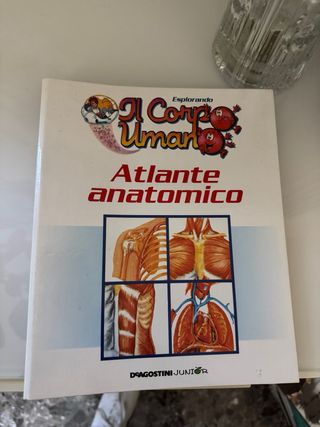 Esplorando
Il Corpo
Umano
Atlante
anatomico
DeAGOSTINI JUNIOR